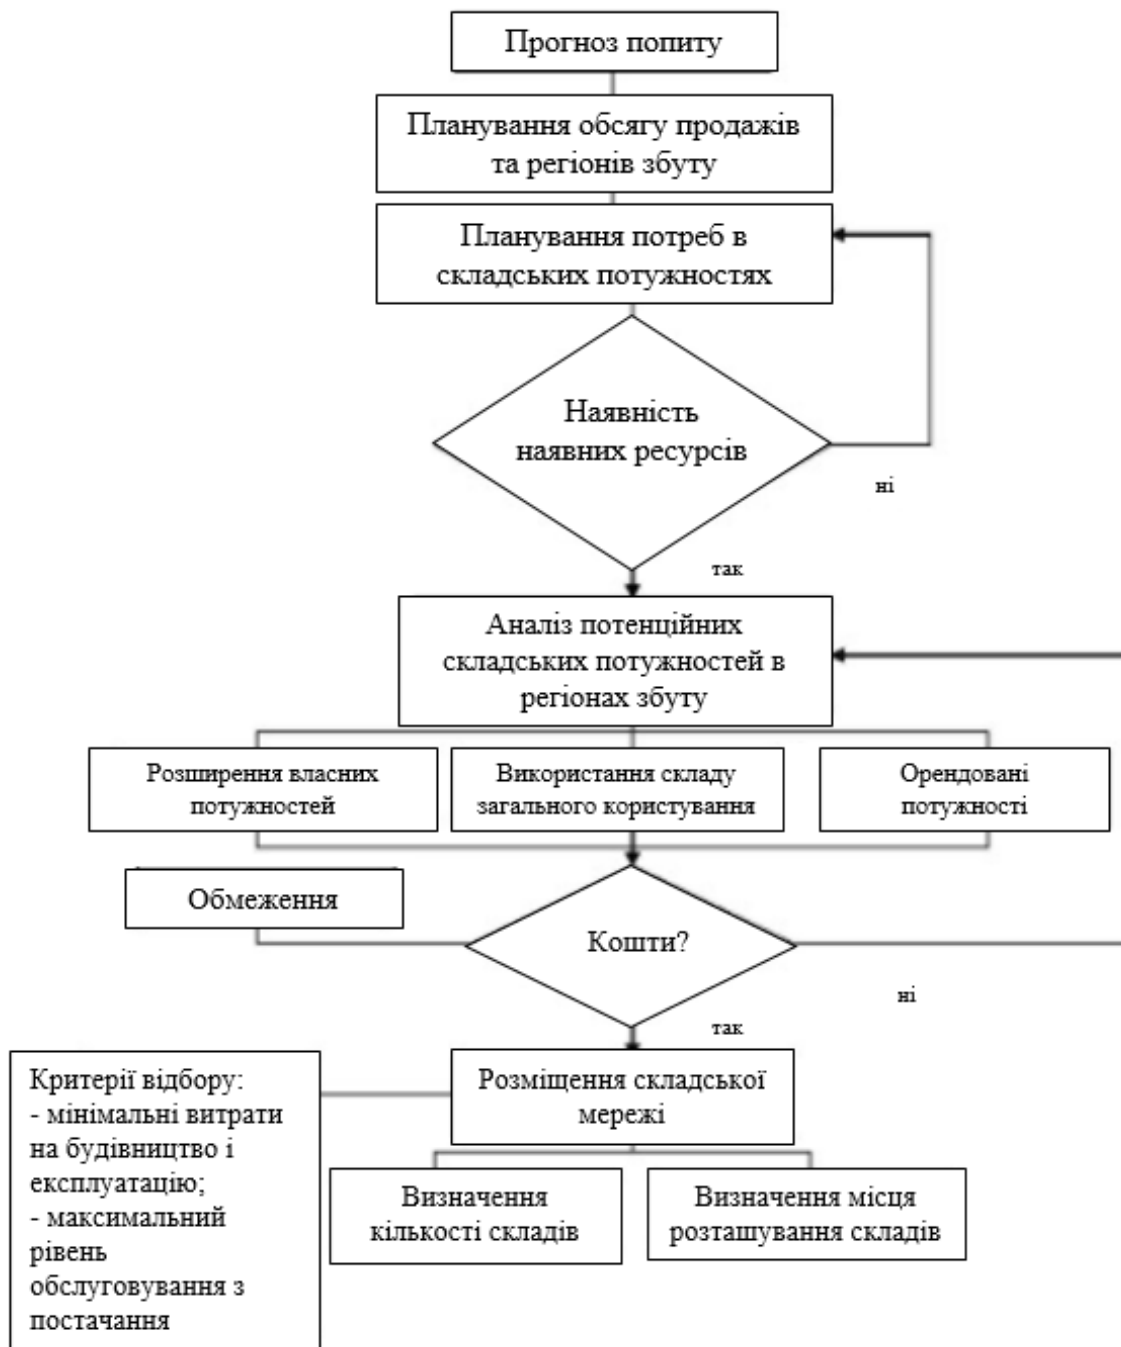 Прогноз попиту
Планування обсягу продажів
та регіонів збуту
Планування потреб в
складських потужностях
Наявність
наявних ресурсів
ні
так
Аналіз потенційних
складських потужностей в
регіонах збуту
Розширення власних
потужностей
Використання складу
загального користування
Орендовані
потужності
Обмеження
Кошти?
ні
так
Критерії відбору:
- мінімальні витрати
на будівництво і
експлуатацію;
- максимальний
рівень
обслуговування з
постачання
Розміщення складської
мережі
Визначення
кількості складів
Визначення місця
розташування складів